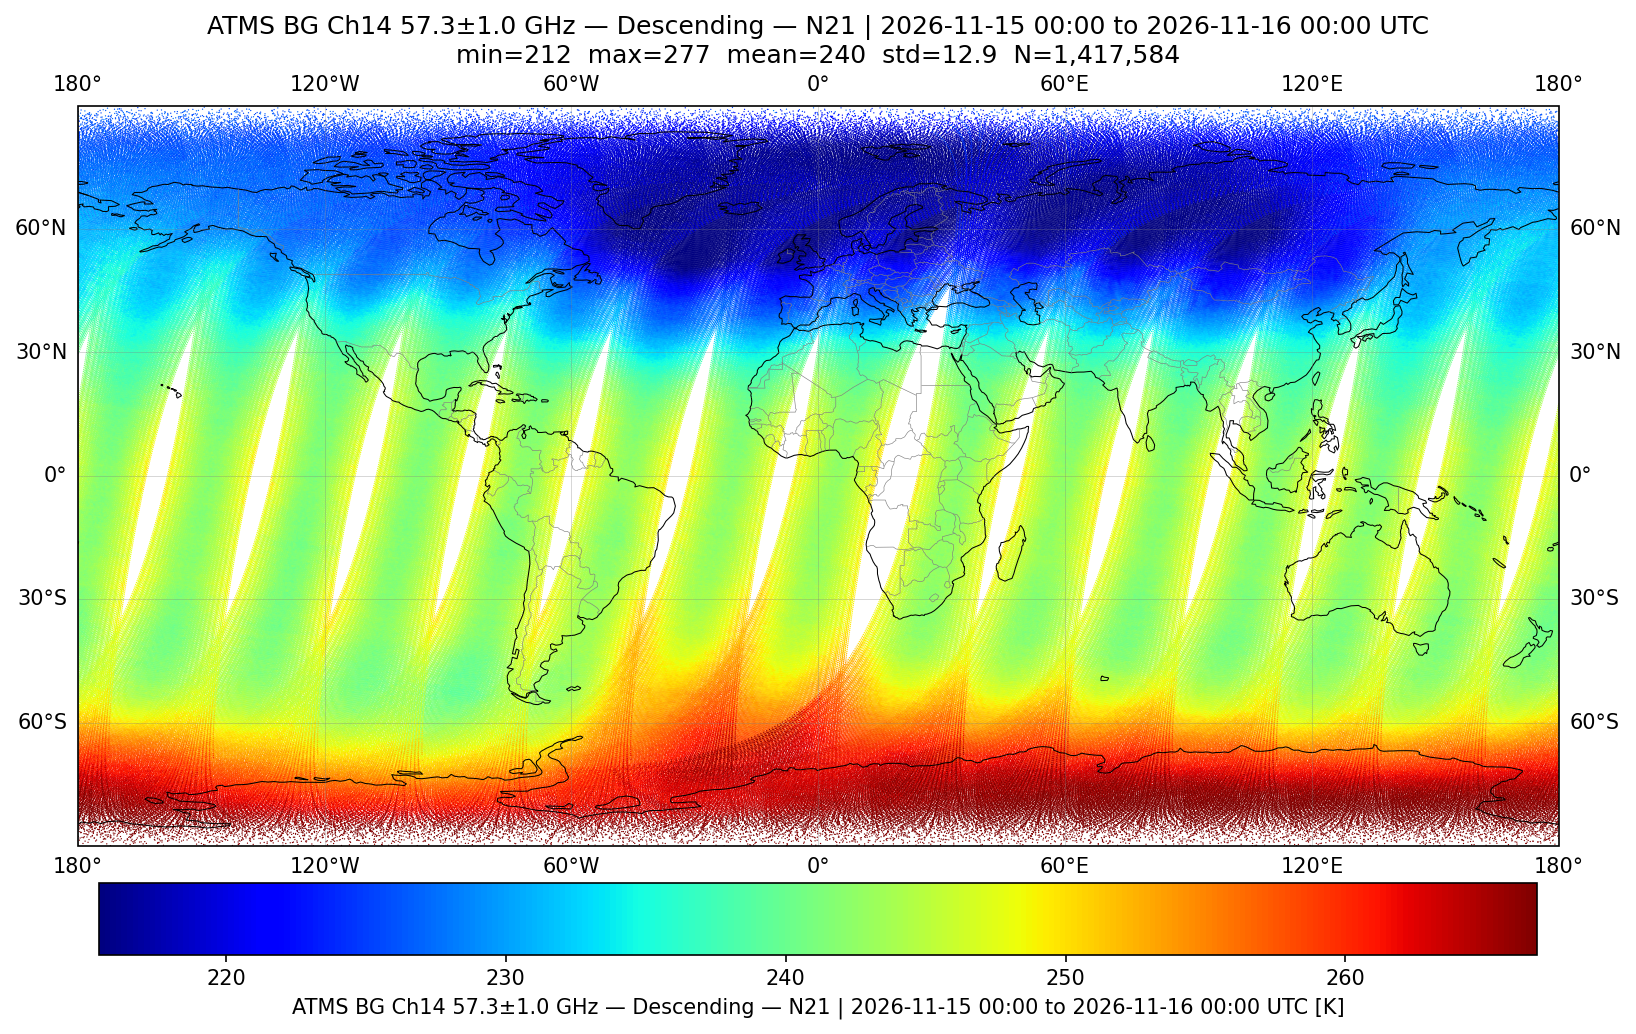 ATMS BG Ch14 57.3±1.0 GHz — Descending — N21 | 2026-11-15 00:00 to 2026-11-16 00:00 UTC
min=212 max=277 mean=240 std=12.9 N=1,417,584
180° 120°W 60°W 0° 60°E 120°E 180°
60°N 60°N
30°N 30°N
0° 0°
30°S 30°S
60°S 60°S
180° 120°W 60°W 0° 60°E 120°E 180°
220 230 240 250 260
ATMS BG Ch14 57.3±1.0 GHz — Descending — N21 | 2026-11-15 00:00 to 2026-11-16 00:00 UTC [K]